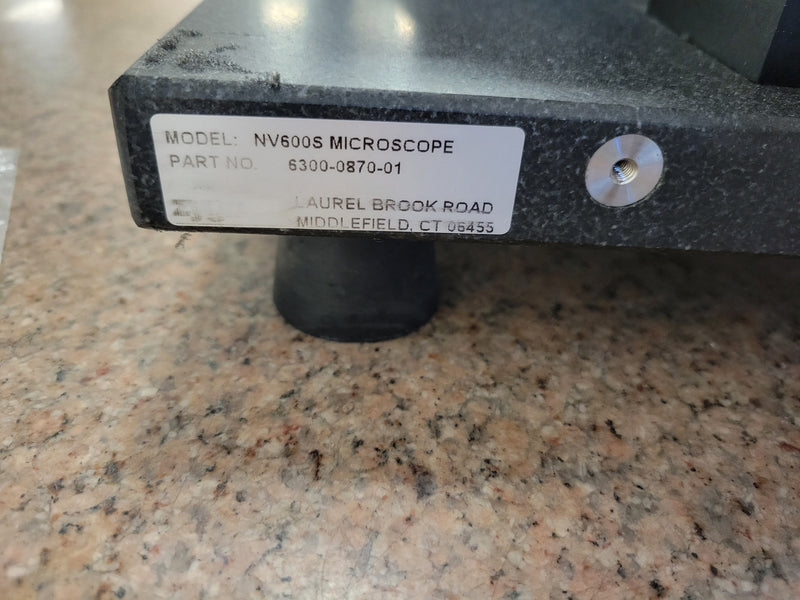 MODEL: NV600S MICROSCOPE
PART NO. 6300-0870-01
LAUREL BROOK ROAD
MIDDLEFIELD, CT 06455